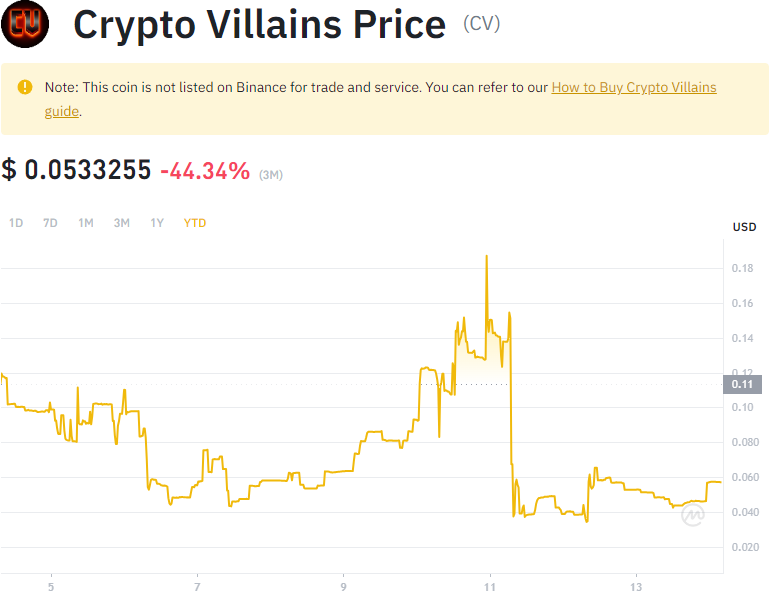 CV
Crypto Villains Price (CV)
Note: This coin is not listed on Binance for trade and service. You can refer to our How to Buy Crypto Villains
guide.
$ 0.0533255 -44.34% (3M)
1D 7D 1M 3M 1Y YTD
USD
0.18
0.16
0.14
0.12
0.11
0.10
0.080
0.060
0.040
0.020
5 7 9 11 13